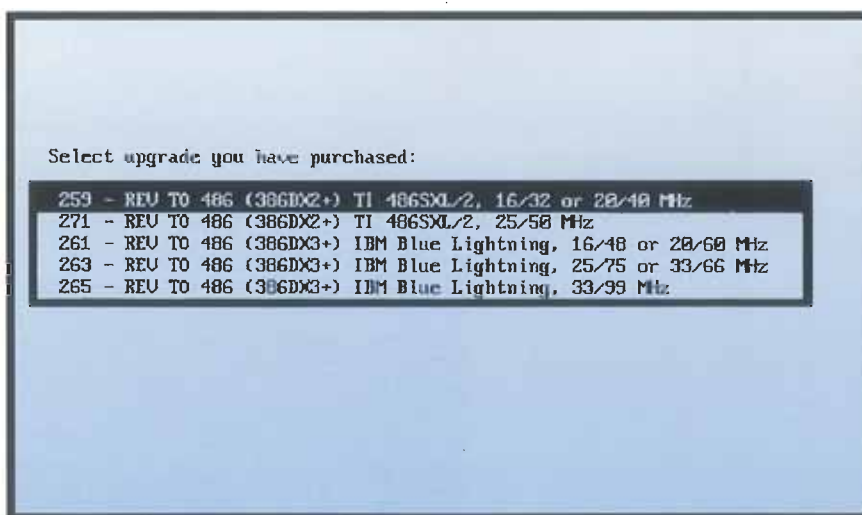 Select upgrade you have purchased:
259 - REV TO 486 (386DX2+) TI 486SXL/2, 16/32 or 20/40 MHz
271 - REV TO 486 (386DX2+) TI 486SXL/2, 25/50 MHz
261 - REV TO 486 (386DX3+) IBM Blue Lightning, 16/48 or 20/60 MHz
263 - REV TO 486 (386DX3+) IBM Blue Lightning, 25/75 or 33/66 MHz
265 - REV TO 486 (386DX3+) IBM Blue Lightning, 33/99 MHz